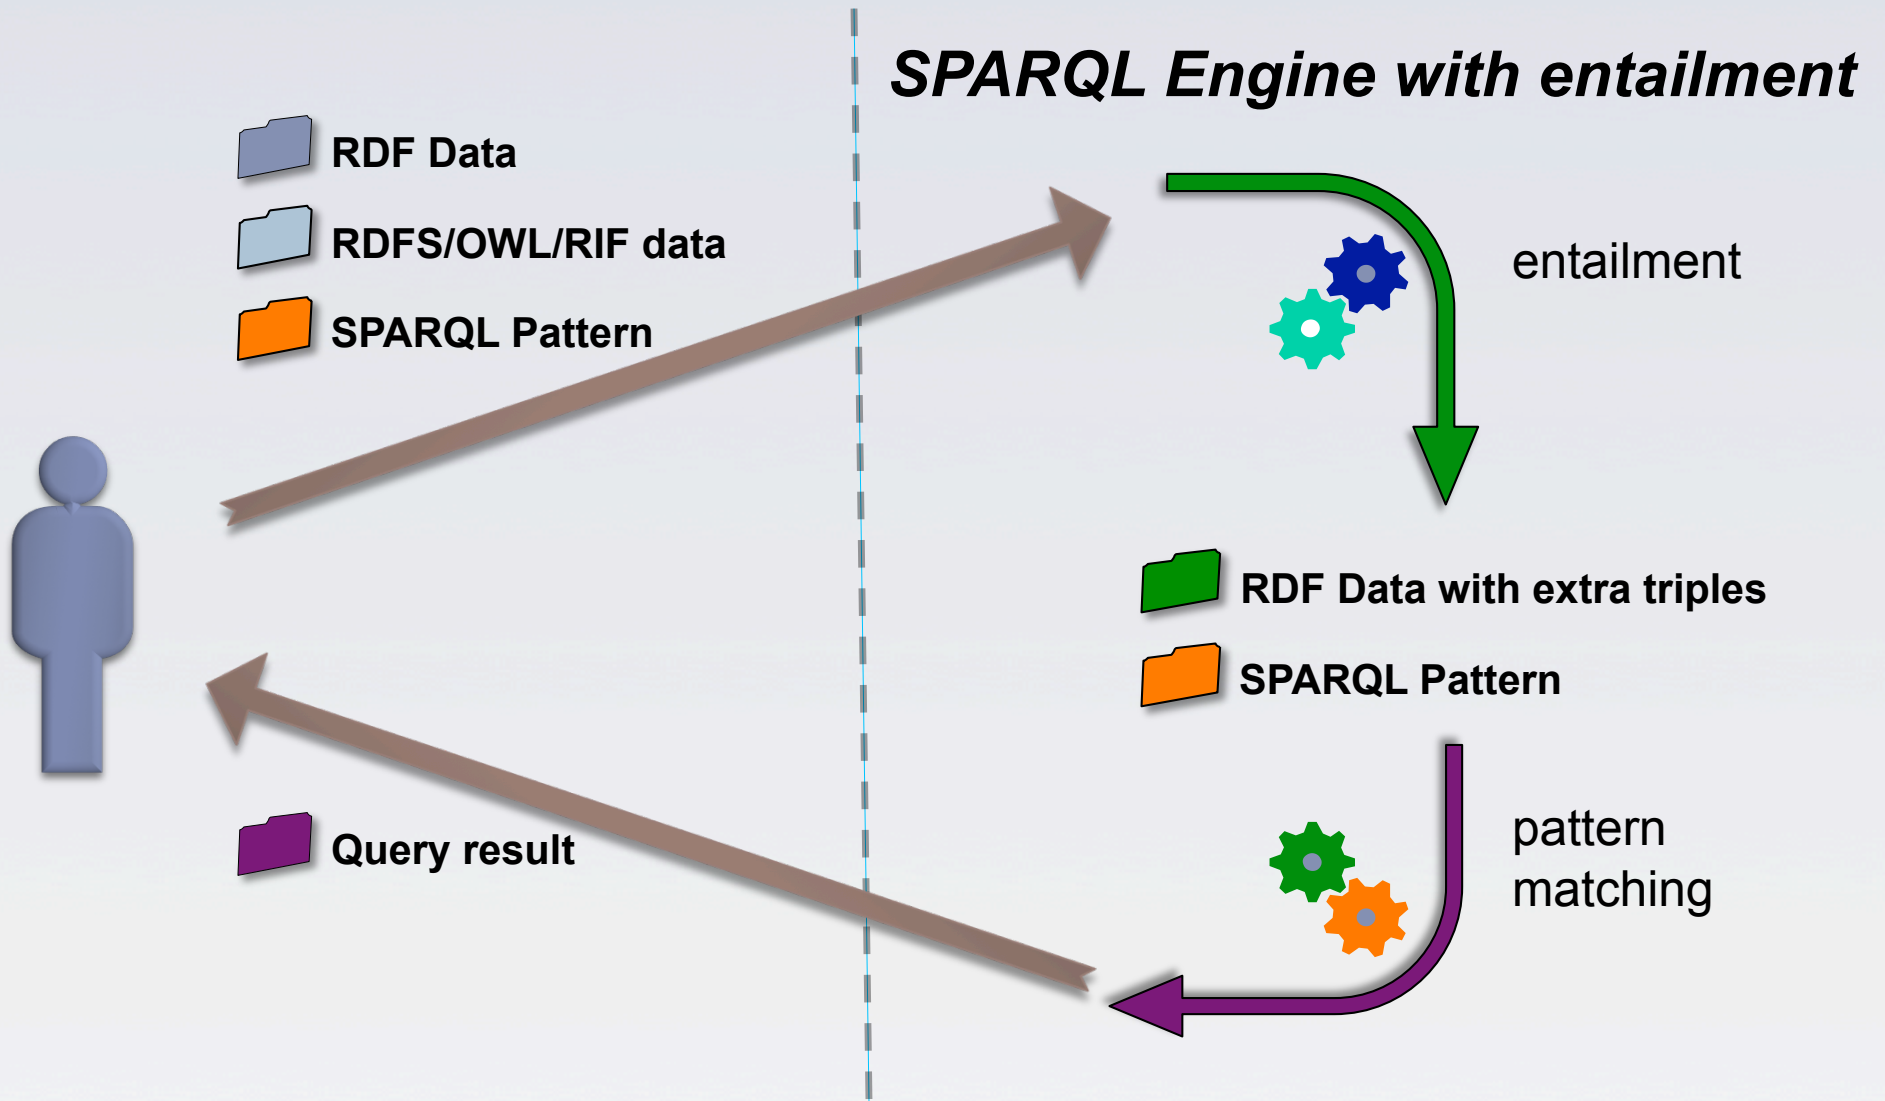 SPARQL Engine with entailment
RDF Data
RDFS/OWL/RIF data
SPARQL Pattern
entailment
RDF Data with extra triples
SPARQL Pattern
Query result
pattern
matching